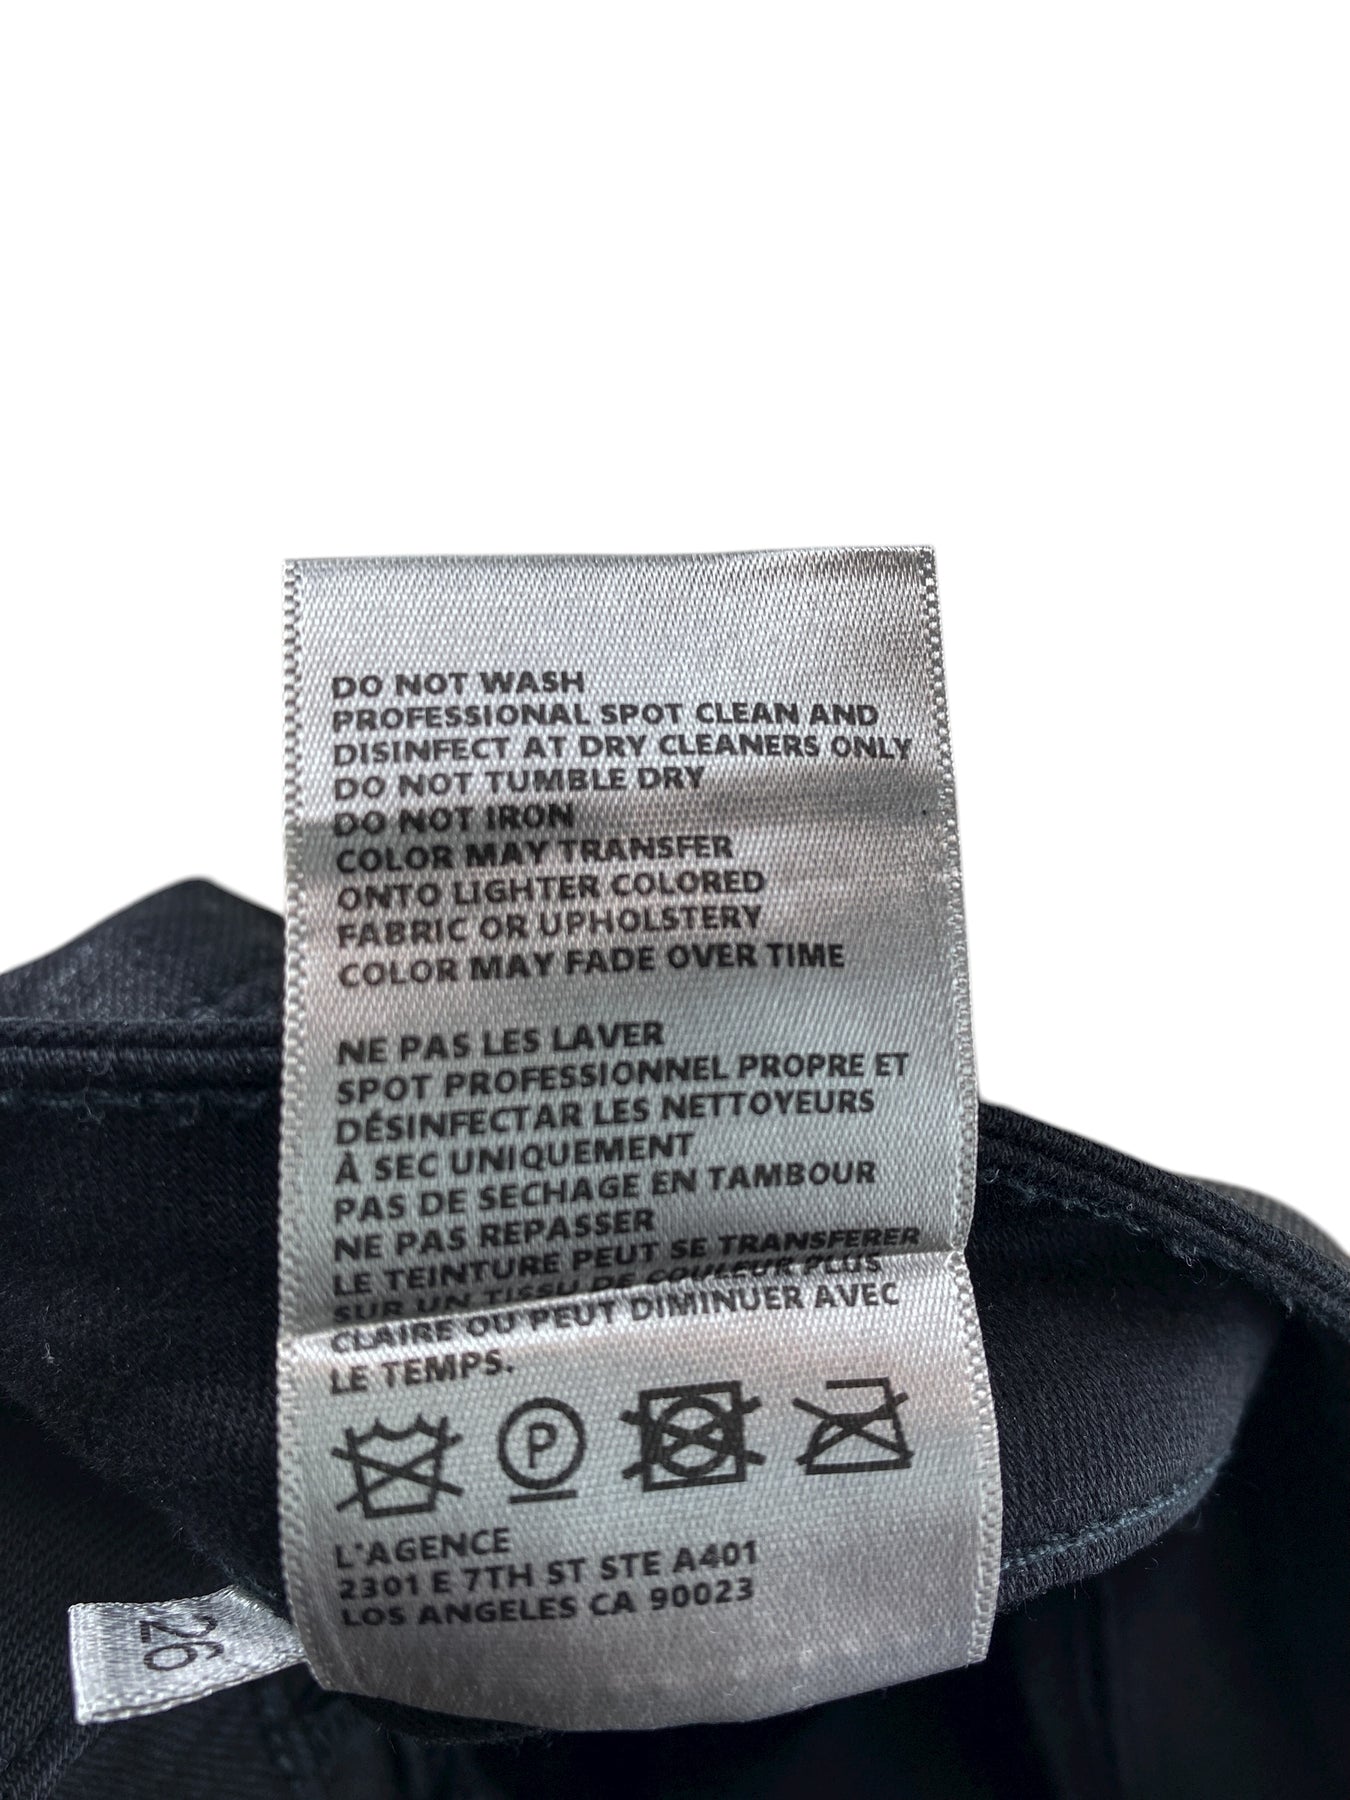 DO NOT WASH
PROFESSIONAL SPOT CLEAN AND
DISINFECT AT DRY CLEANERS ONLY
DO NOT TUMBLE DRY
DO NOT IRON
COLOR MAY TRANSFER
ONTO LIGHTER COLORED
FABRIC OR UPHOLSTERY
COLOR MAY FADE OVER TIME
NE PAS LES LAVER
SPOT PROFESSIONNEL PROPRE ET
DÉSINFECTAR LES NETTOYEURS
À SEC UNIQUEMENT
PAS DE SECHAGE EN TAMBOUR
NE PAS REPASSER
LE TEINTURE PEUT SE TRANSFERER
SUR UN TISSU DE COULEUR PLUS
CLAIRE OU PEUT DIMINUER AVEC
LE TEMPS.
P
L'AGENCE
2301 E 7TH ST STE A401
LOS ANGELES CA 90023
26